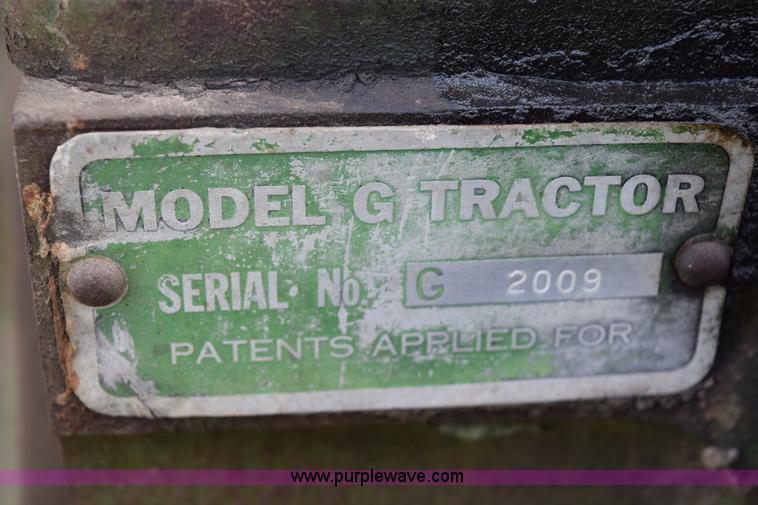 MODEL G TRACTOR
SERIAL No. G 2009
PATENTS APPLIED FOR
www.purplewave.com